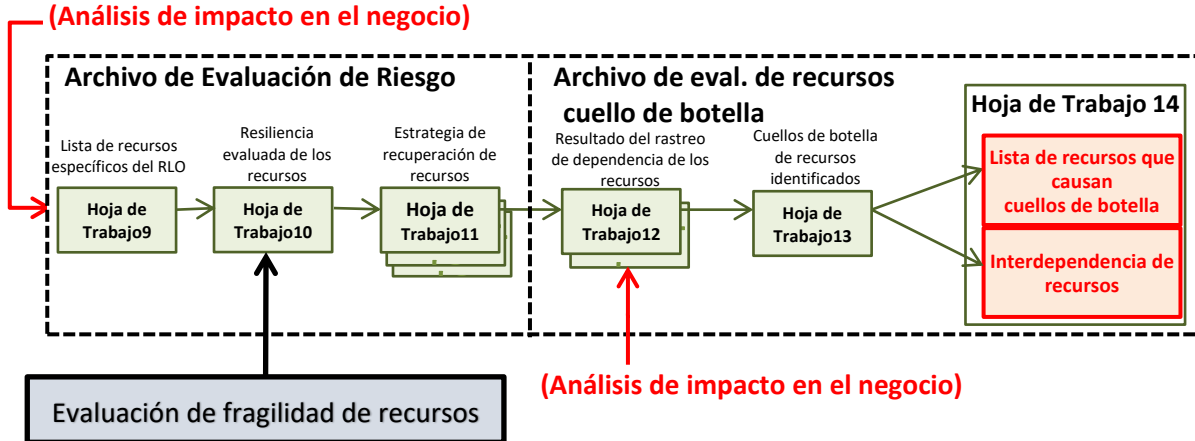 (Análisis de impacto en el negocio)
Archivo de Evaluación de Riesgo
Lista de recursos
específicos del RLO
Hoja de
Trabajo9
Resiliencia
evaluada de los
recursos
Hoja de
Trabajo10
Estrategia de
recuperación de
recursos
Hoja de
Trabajo11
Archivo de eval. de recursos
cuello de botella
Resultado del rastreo
de dependencia de los
recursos
Hoja de
Trabajo12
Cuellos de botella
de recursos
identificados
Hoja de
Trabajo13
Hoja de Trabajo 14
Lista de recursos que
causan
cuellos de botella
Interdependencia de
recursos
Evaluación de fragilidad de recursos
(Análisis de impacto en el negocio)